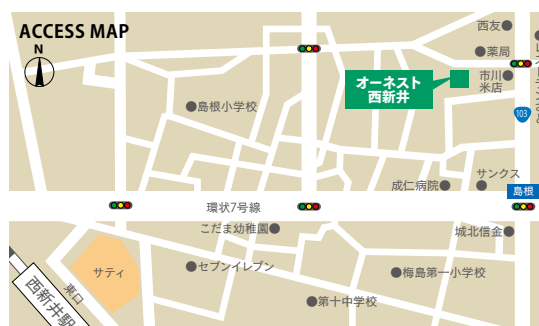 ACCESS MAP
N
西友
薬局
市川
米店
オーネスト
西新井
103
島根小学校
成仁病院
サンクス
島根
環状7号線
こだま幼稚園
城北信金
サティ
セブンイレブン
梅島第一小学校
東口
西新井駅
第十中学校